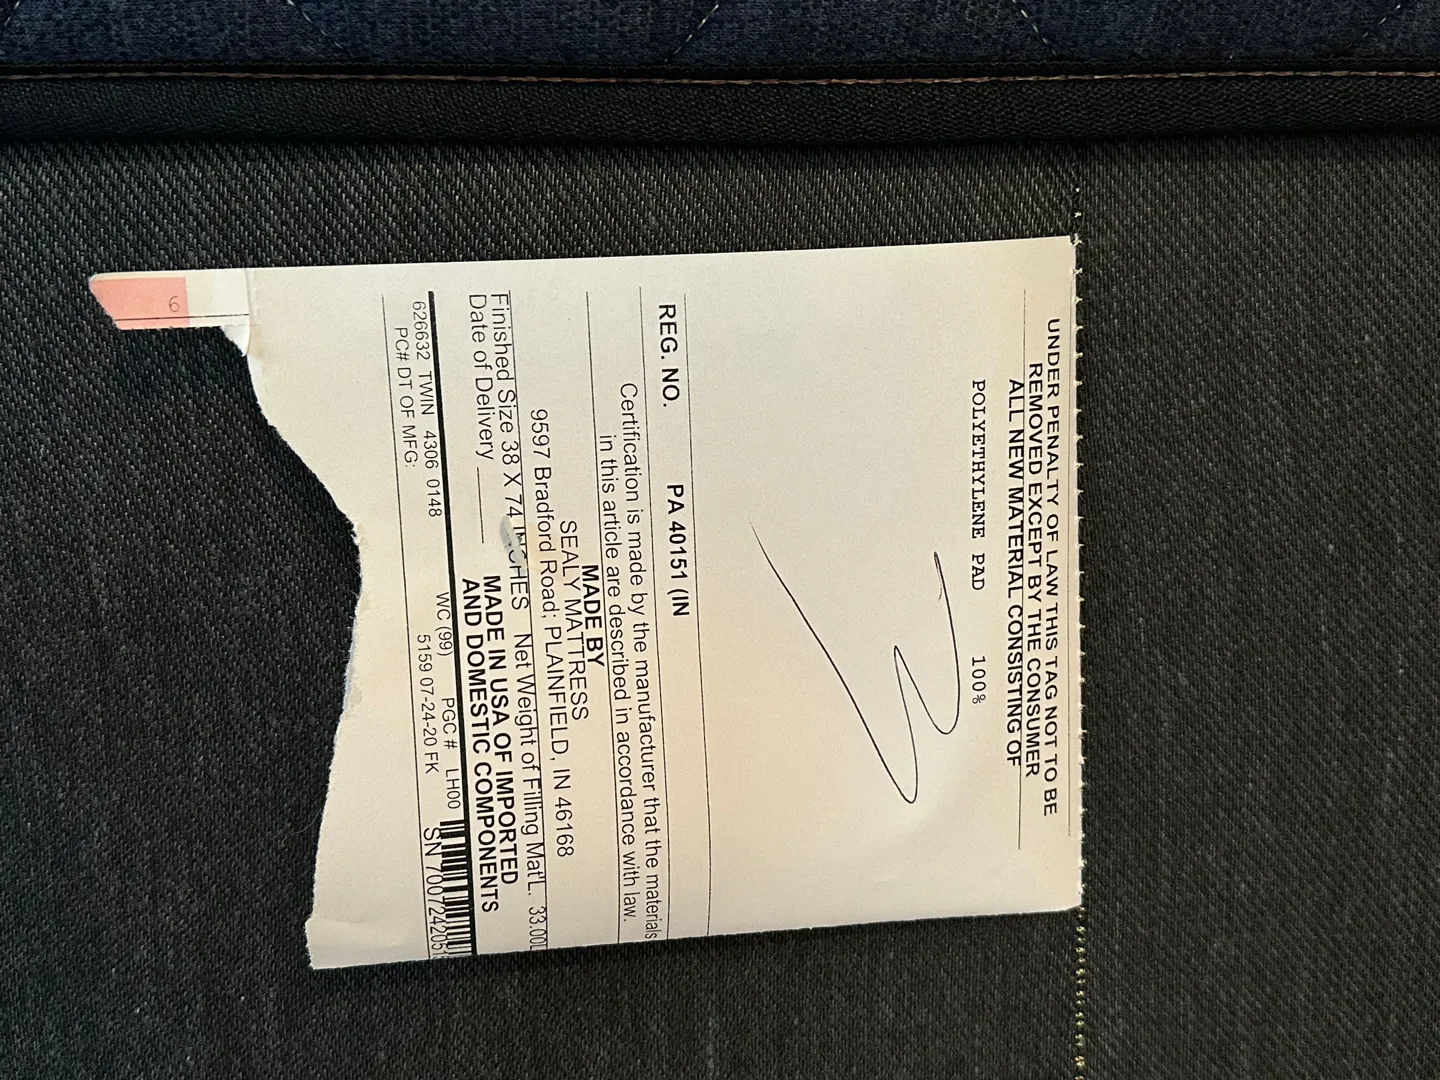 UNDER PENALTY OF LAW THIS TAG NOT TO BE
REMOVED EXCEPT BY THE CONSUMER
ALL NEW MATERIAL CONSISTING OF
POLYETHYLENE PAD 100%
REG. NO. PA 40151 (IN
Certification is made by the manufacturer that the materials
in this article are described in accordance with law.
MADE BY
SEALY MATTRESS
9597 Bradford Road; PLAINFIELD, IN 46168
Finished Size 38 X 74 INCHES Net Weight of Filling Mat'L. 33.00L
Date of Delivery
MADE IN USA OF IMPORTED
AND DOMESTIC COMPONENTS
626632 TWIN 4306 0148 WC (99) PGC # LH00
PC# DT OF MFG: 5159 07-24-20 FK SN 7007242051
6